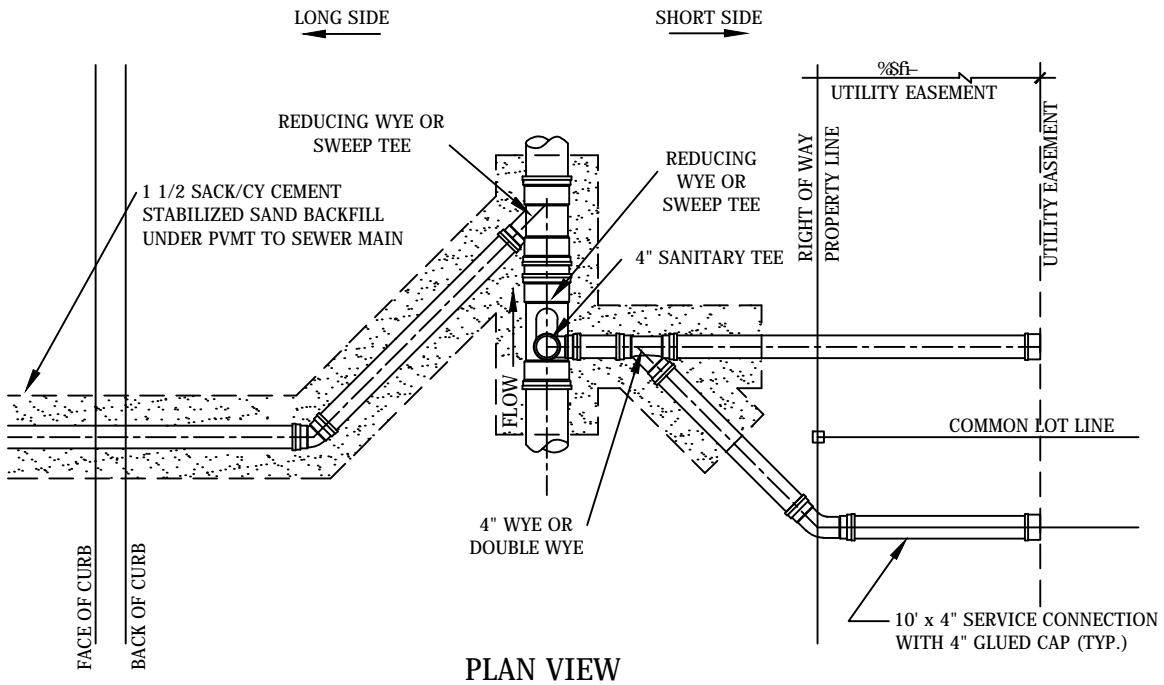 LONG SIDE
SHORT SIDE
UTILITY EASEMENT
REDUCING WYE OR
SWEEP TEE
REDUCING
WYE OR
SWEEP TEE
1 1/2 SACK/CY CEMENT
STABILIZED SAND BACKFILL
UNDER PVMT TO SEWER MAIN
RIGHT OF WAY
PROPERTY LINE
UTILITY EASEMENT
4" SANITARY TEE
FLOW
COMMON LOT LINE
4" WYE OR
DOUBLE WYE
FACE OF CURB
BACK OF CURB
10' x 4" SERVICE CONNECTION
WITH 4" GLUED CAP (TYP.)
PLAN VIEW